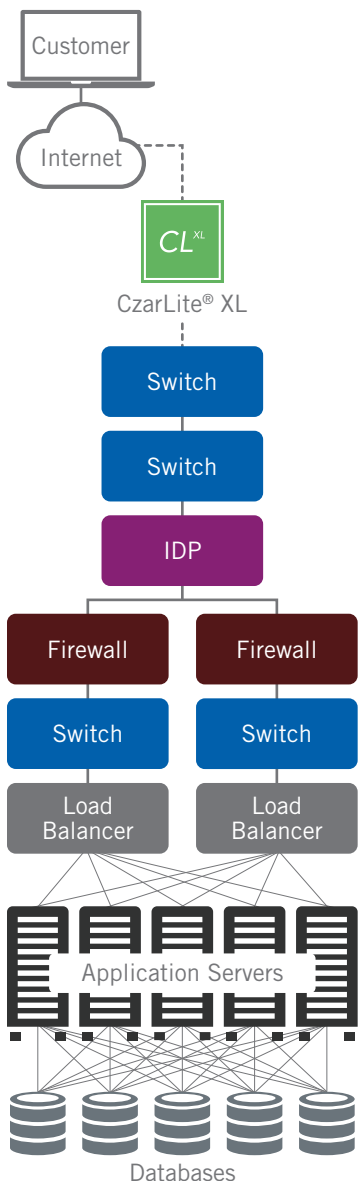 Customer
Internet
CL XL
CzarLite® XL
Switch
Switch
IDP
Firewall
Firewall
Switch
Switch
Load
Balancer
Load
Balancer
Application Servers
Databases